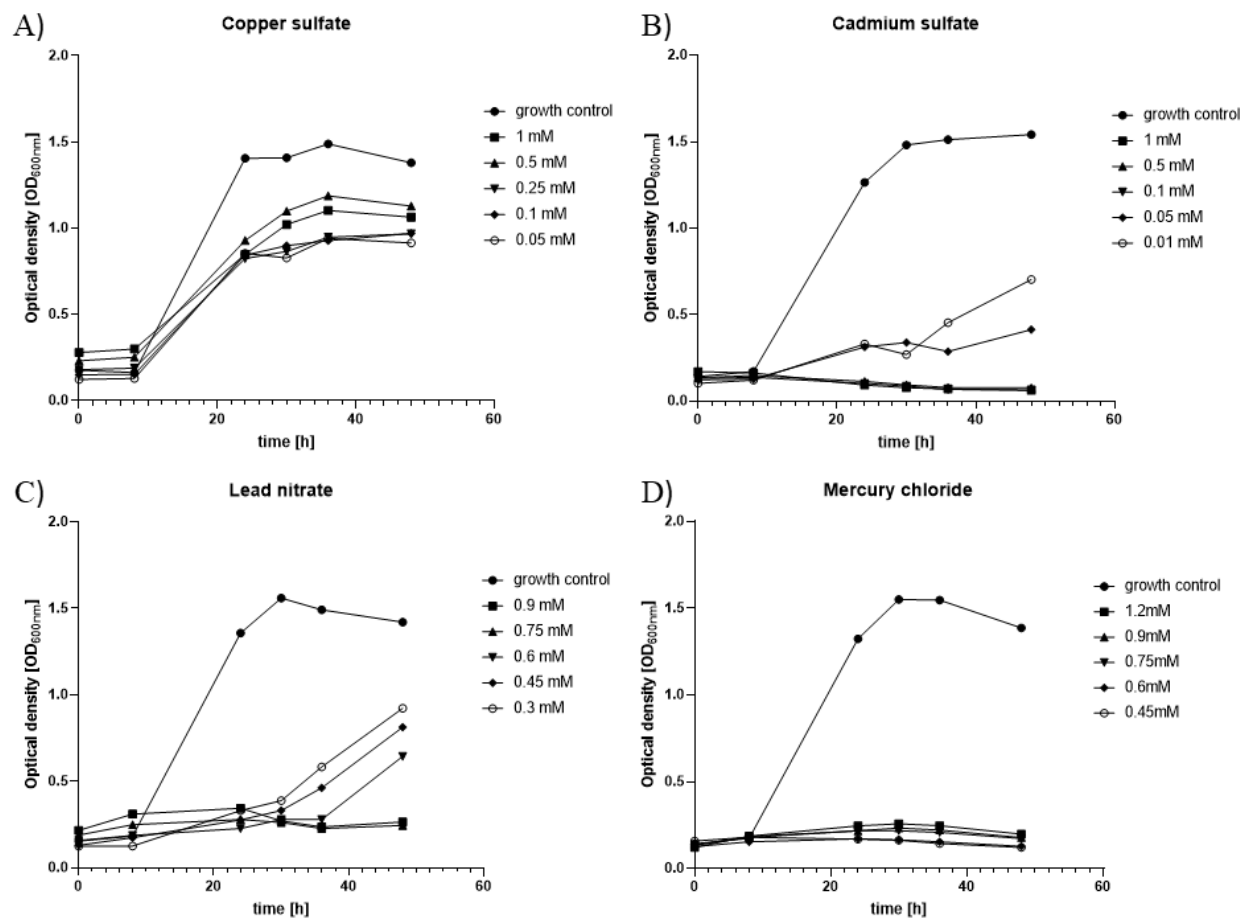 A)
Copper sulfate
Optical density [OD600nm]
2.0
1.5
1.0
0.5
0.0
0
20
40
60
time [h]
growth control
1 mM
0.5 mM
0.25 mM
0.1 mM
0.05 mM
B)
Cadmium sulfate
Optical density [OD600nm]
2.0
1.5
1.0
0.5
0.0
0
20
40
60
time [h]
growth control
1 mM
0.5 mM
0.1 mM
0.05 mM
0.01 mM
C)
Lead nitrate
Optical density [OD600nm]
2.0
1.5
1.0
0.5
0.0
0
20
40
60
time [h]
growth control
0.9 mM
0.75 mM
0.6 mM
0.45 mM
0.3 mM
D)
Mercury chloride
Optical density [OD600nm]
2.0
1.5
1.0
0.5
0.0
0
20
40
60
time [h]
growth control
1.2mM
0.9mM
0.75mM
0.6mM
0.45mM